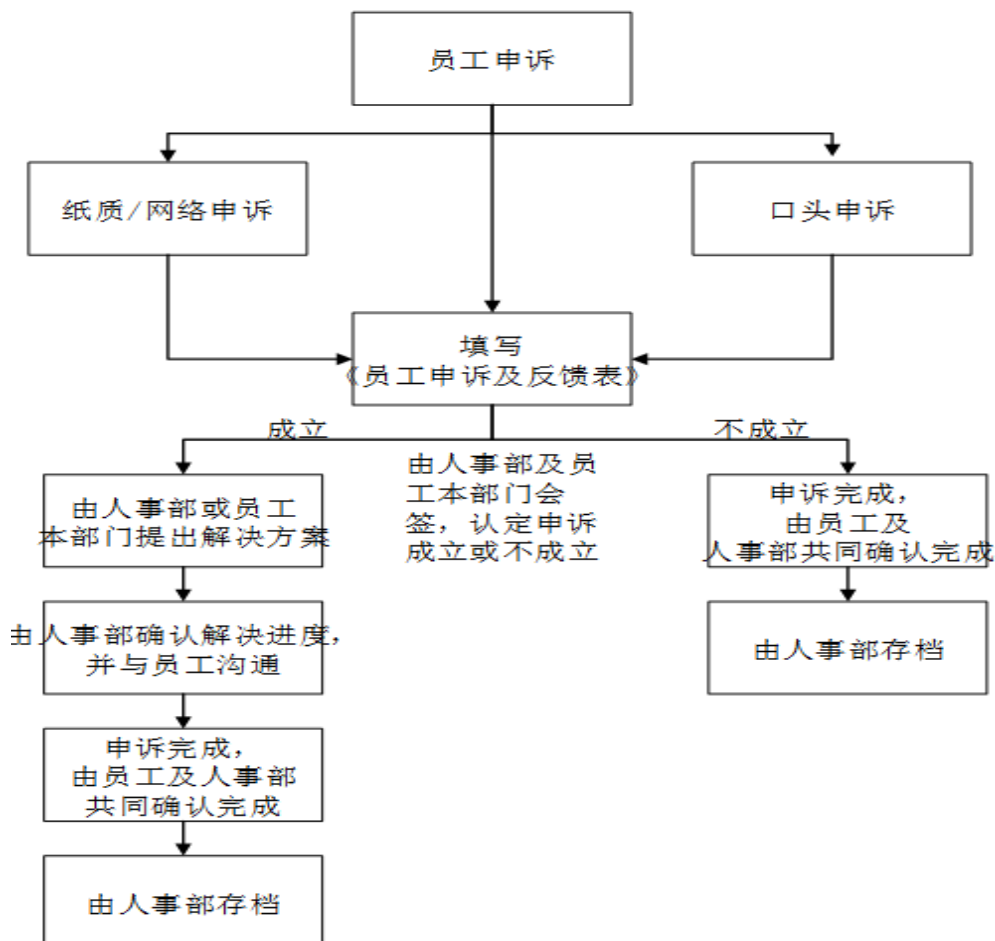 员工申诉
纸质/网络申诉
口头申诉
填写
《员工申诉及反馈表》
成立
不成立
由人事部及员
工本部门会
签，认定申诉
成立或不成立
由人事部或员工
本部门提出解决方案
申诉完成，
由员工及
人事部共同确认完成
由人事部确认解决进度，
并与员工沟通
由人事部存档
申诉完成，
由员工及人事部
共同确认完成
由人事部存档